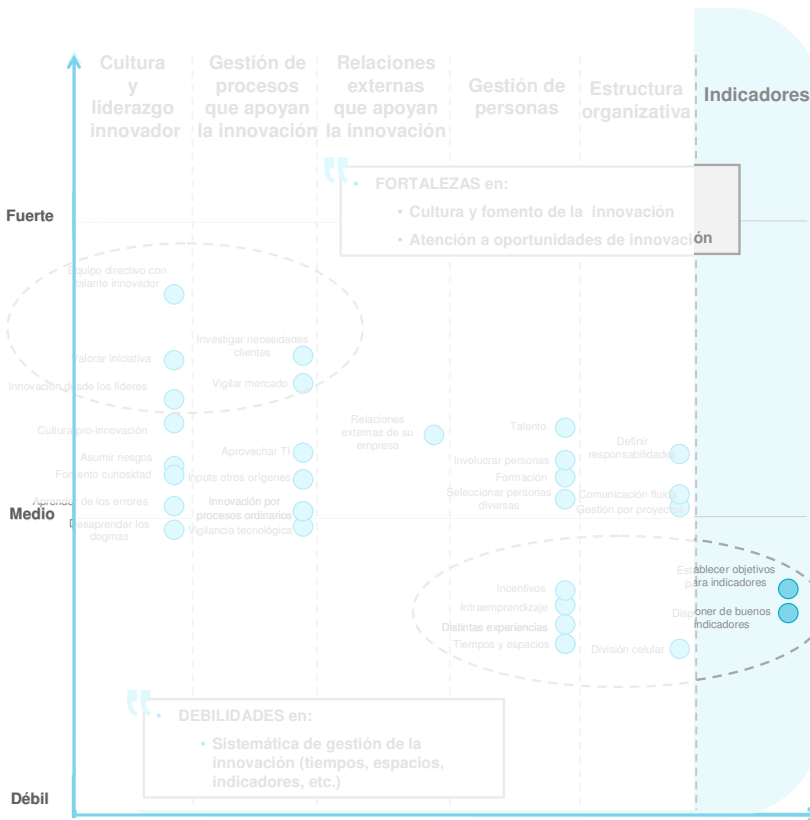 Cultura
y
liderazgo
innovador
Gestión de
procesos
que apoyan
la innovación
Relaciones
externas
que apoyan
la innovación
Gestión de
personas
Estructura
organizativa
Indicadores
• FORTALEZAS en:
• Cultura y fomento de la innovación
• Atención a oportunidades de innovación
Fuerte
Equipo directivo con
talante innovador
Valorar iniciativa
Innovación desde los líderes
Cultura pro-innovación
Asumir riesgos
Fomento curiosidad
Aprender de los errores
Medio
Desaprender los
dogmas
Investigar necesidades
clientes
Vigilar mercado
Aprovechar TI
Inputs otros orígenes
Innovación por
procesos ordinarios
Vigilancia tecnológica
Relaciones
externas de su
empresa
Talento
Involucrar personas
Formación
Seleccionar personas
diversas
Incentivos
Intraemprendizaje
Distintas experiencias
Tiempos y espacios
Definir
responsabilidades
Comunicación fluida
Gestión por proyectos
División celular
Establecer objetivos
para indicadores
Disponer de buenos
indicadores
• DEBILIDADES en:
• Sistemática de gestión de la
innovación (tiempos, espacios,
indicadores, etc.)
Débil